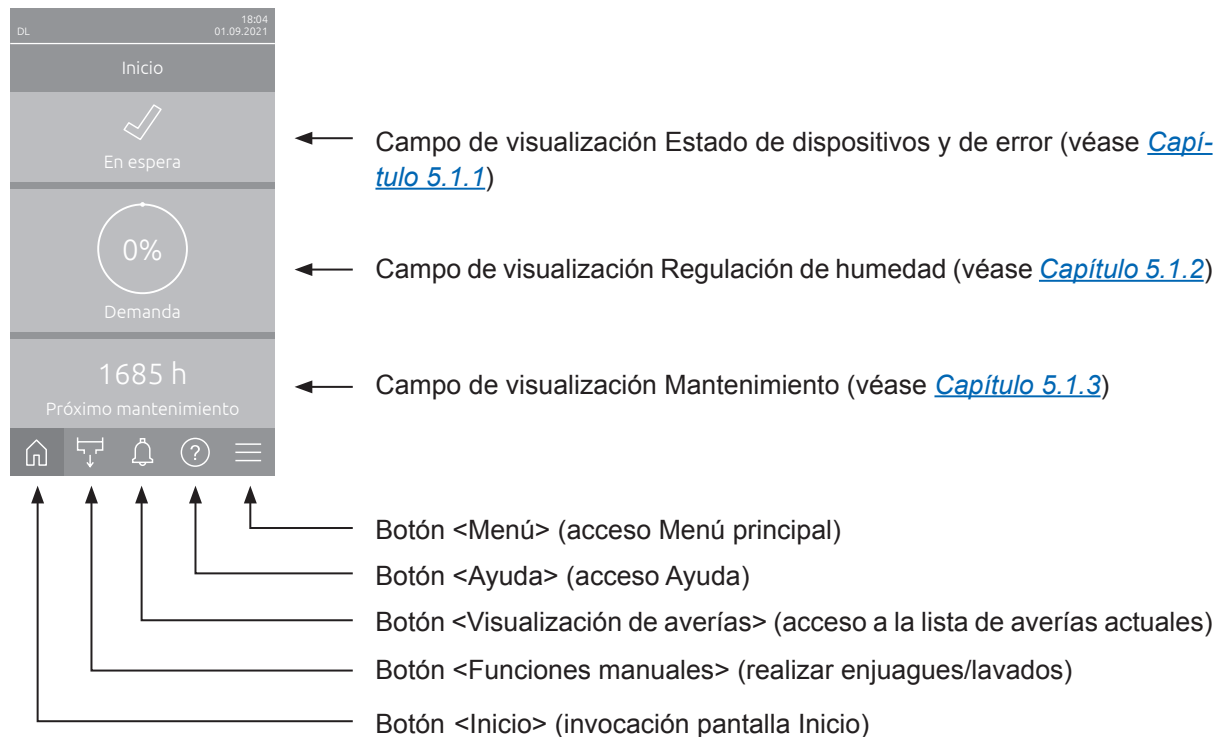 18:04
DL 01.09.2021
Inicio
En espera
0%
Demanda
1685 h
Próximo mantenimiento
?
Campo de visualización Estado de dispositivos y de error (véase Capí-
tulo 5.1.1)
Campo de visualización Regulación de humedad (véase Capítulo 5.1.2)
Campo de visualización Mantenimiento (véase Capítulo 5.1.3)
Botón <Menú> (acceso Menú principal)
Botón <Ayuda> (acceso Ayuda)
Botón <Visualización de averías> (acceso a la lista de averías actuales)
Botón <Funciones manuales> (realizar enjuagues/lavados)
Botón <Inicio> (invocación pantalla Inicio)